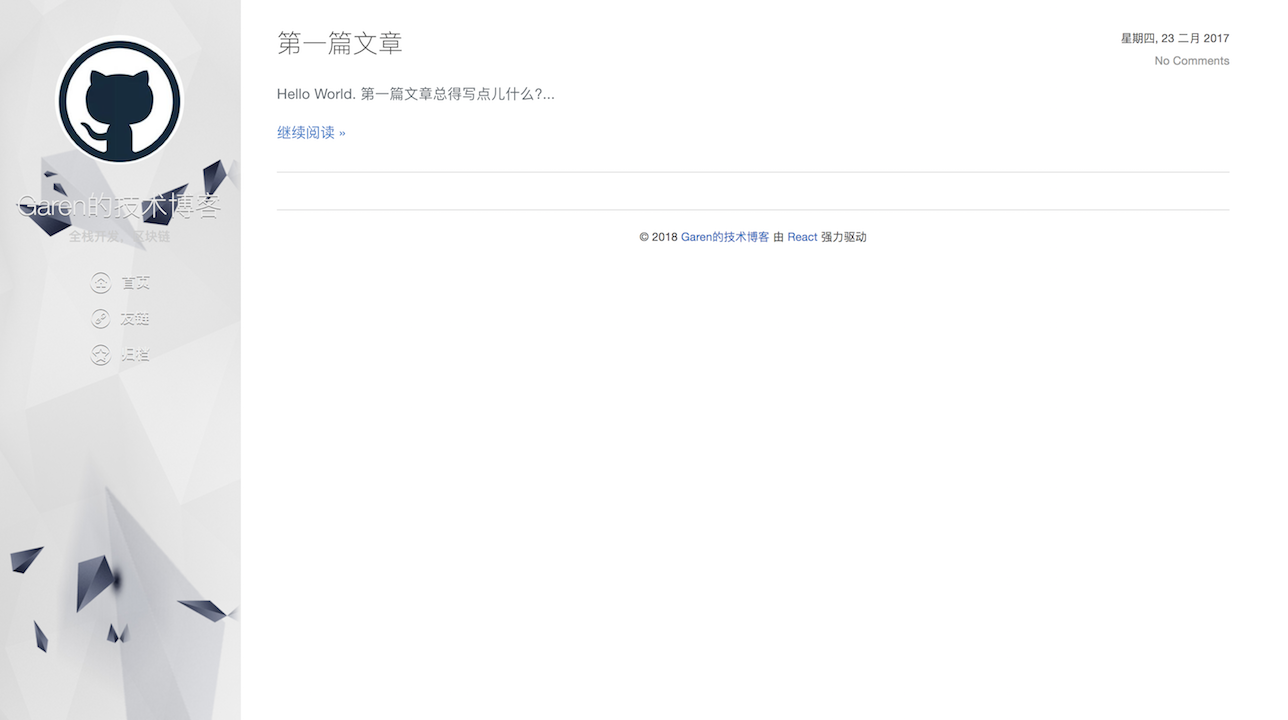 Garen的技术博客
全栈开发，区块链
首页
友链
归档
第一篇文章
星期四, 23 二月 2017
No Comments
Hello World. 第一篇文章总得写点儿什么?...
继续阅读 »
© 2018 Garen的技术博客 由 React 强力驱动